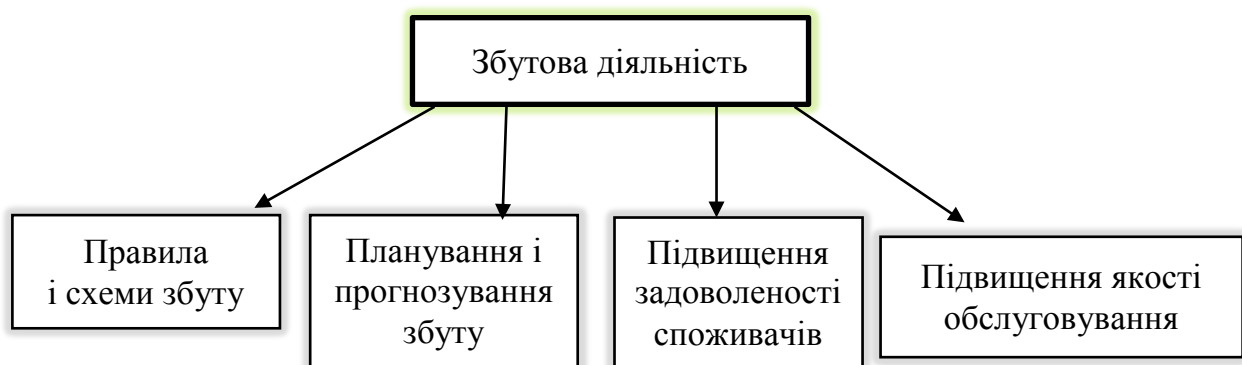 Збутова діяльність
Правила
і схеми збуту
Планування і
прогнозування
збуту
Підвищення
задоволеності
споживачів
Підвищення якості
обслуговування